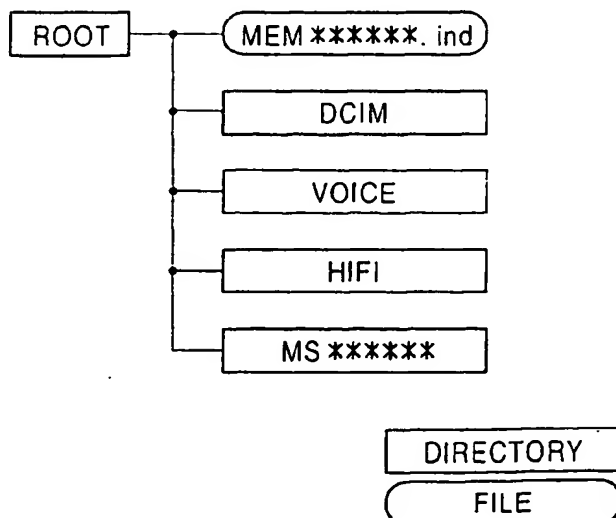 ROOT
MEM ******. ind
DCIM
VOICE
HIFI
MS ******
DIRECTORY
FILE